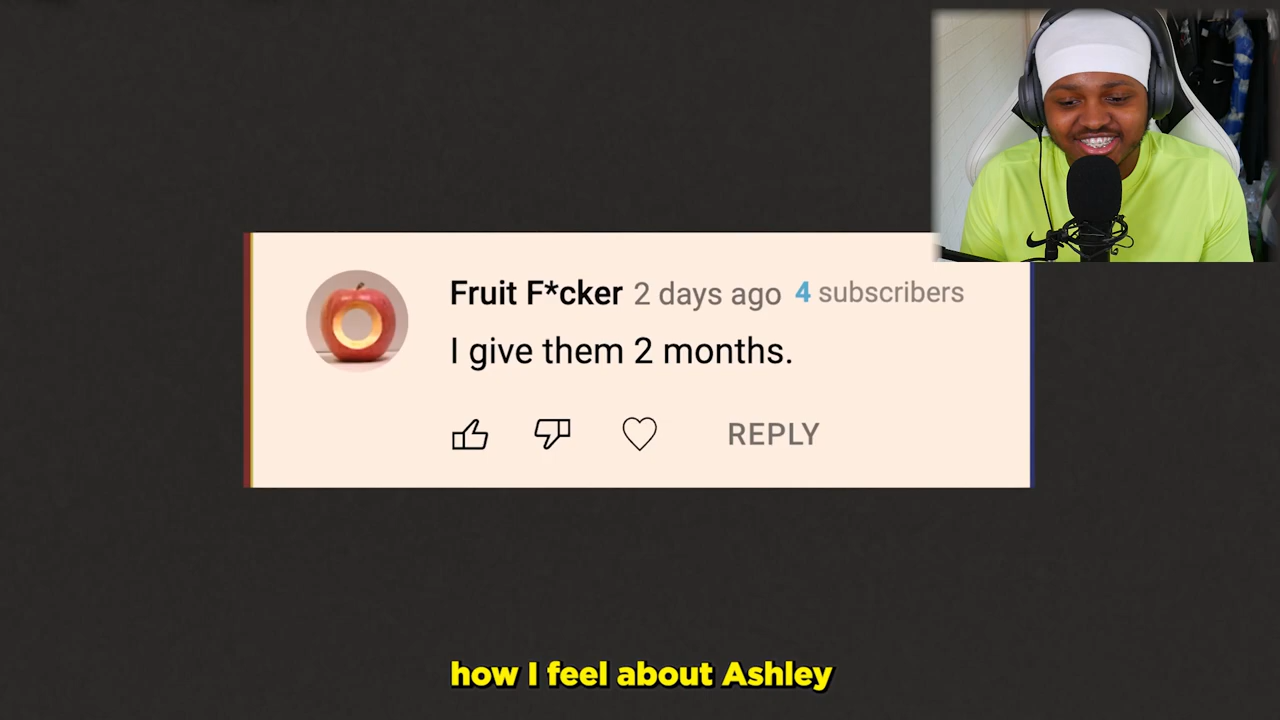 Fruit F*cker 2 days ago 4 subscribers
I give them 2 months.
REPLY
how I feel about Ashley